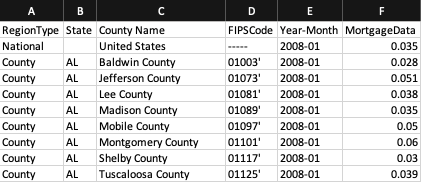 A B C D E F
RegionType State County Name FIPSCode Year-Month MortgageData
National United States ----- 2008-01 0.035
County AL Baldwin County 01003' 2008-01 0.028
County AL Jefferson County 01073' 2008-01 0.051
County AL Lee County 01081' 2008-01 0.038
County AL Madison County 01089' 2008-01 0.035
County AL Mobile County 01097' 2008-01 0.05
County AL Montgomery County 01101' 2008-01 0.06
County AL Shelby County 01117' 2008-01 0.03
County AL Tuscaloosa County 01125' 2008-01 0.039